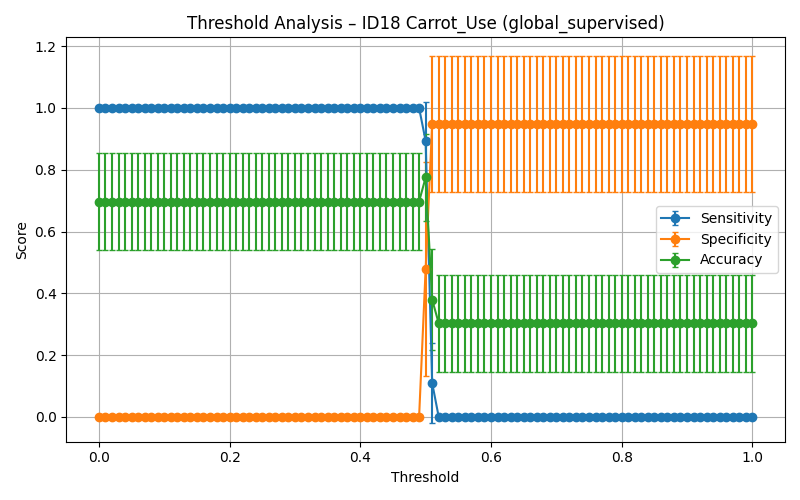 Threshold Analysis – ID18 Carrot_Use (global_supervised)
1.2
1.0
0.8
0.6
0.4
0.2
0.0
Score
Sensitivity
Specificity
Accuracy
0.0 0.2 0.4 0.6 0.8 1.0
Threshold